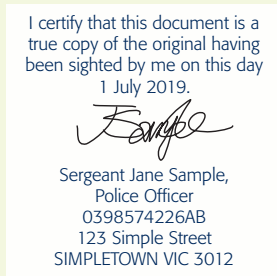 I certify that this document is a
true copy of the original having
been sighted by me on this day
1 July 2019.
JSample
Sergeant Jane Sample,
Police Officer
0398574226AB
123 Simple Street
SIMPLETOWN VIC 3012